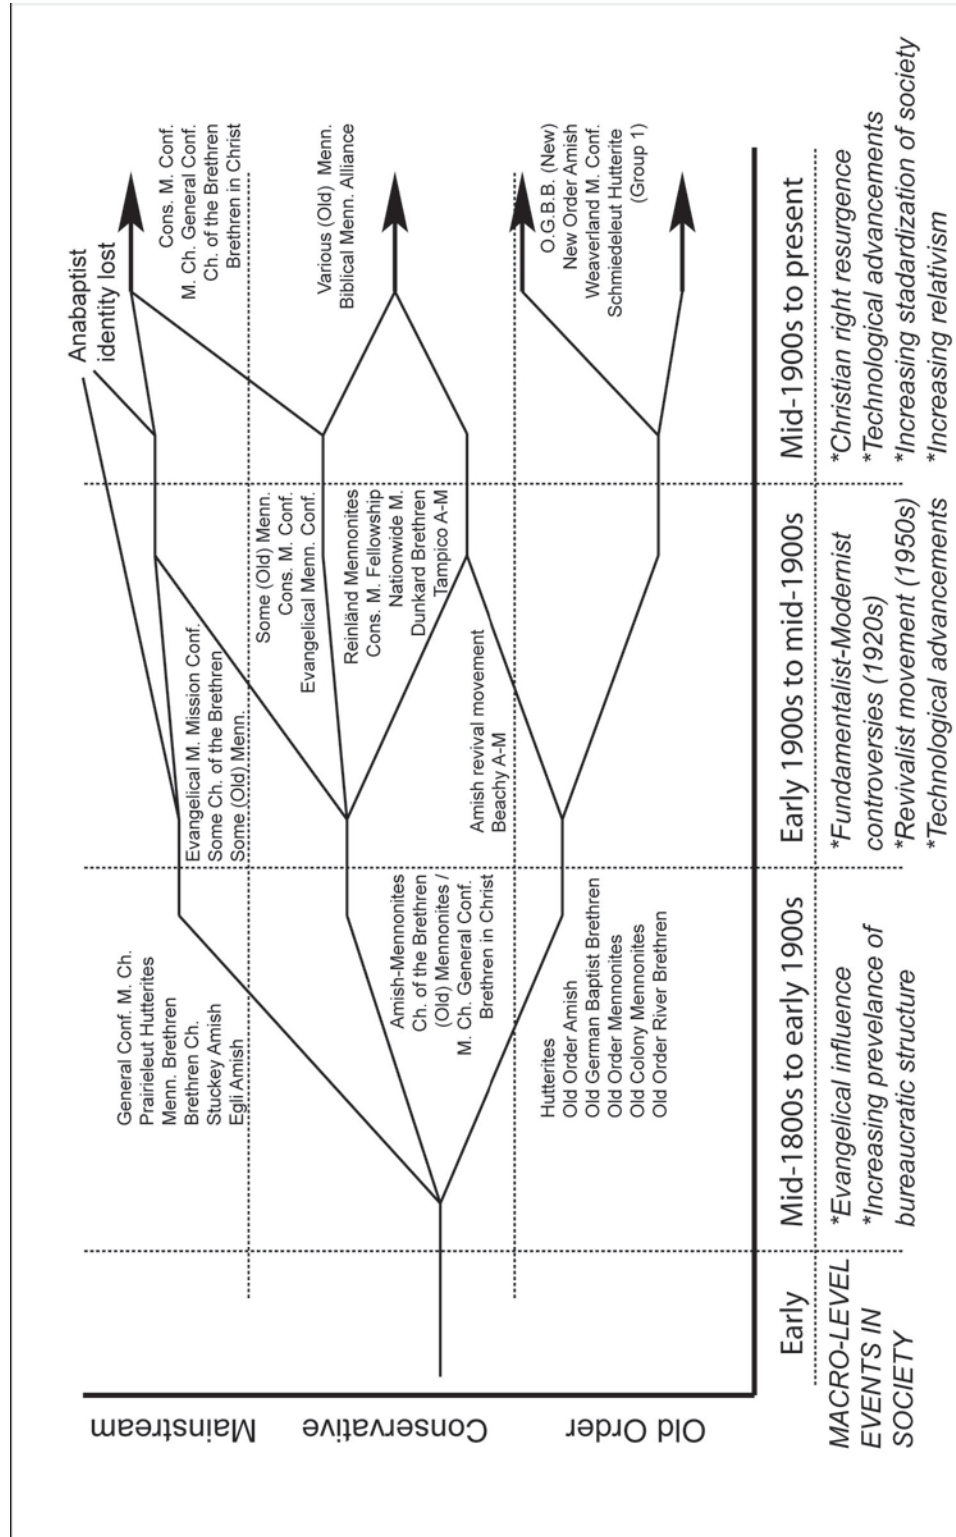 Mainstream
Conservative
Old Order
Anabaptist
identity lost
General Conf. M. Ch.
Prairieleut Hutterites
Menn. Brethren
Brethren Ch.
Stuckey Amish
Egli Amish
Evangelical M. Mission Conf.
Some Ch. of the Brethren
Some (Old) Menn.
Cons. M. Conf.
M. Ch. General Conf.
Ch. of the Brethren
Brethren in Christ
Amish-Mennonites
Ch. of the Brethren
(Old) Mennonites /
M. Ch. General Conf.
Brethren in Christ
Some (Old) Menn.
Cons. M. Conf.
Evangelical Menn. Conf.
Reinländ Mennonites
Cons. M. Fellowship
Nationwide M.
Dunkard Brethren
Tampico A-M
Amish revival movement
Beachy A-M
Various (Old) Menn.
Biblical Menn. Alliance
Hutterites
Old Order Amish
Old German Baptist Brethren
Old Order Mennonites
Old Colony Mennonites
Old Order River Brethren
O.G.B.B. (New)
New Order Amish
Weaverland M. Conf.
Schmiedeleut Hutterite
(Group 1)
Early
Mid-1800s to early 1900s
Early 1900s to mid-1900s
Mid-1900s to present
MACRO-LEVEL
EVENTS IN
SOCIETY
*Evangelical influence
*Increasing prevelance of
bureaucratic structure
*Fundamentalist-Modernist
controversies (1920s)
*Revivalist movement (1950s)
*Technological advancements
*Christian right resurgence
*Technological advancements
*Increasing stadardization of society
*Increasing relativism